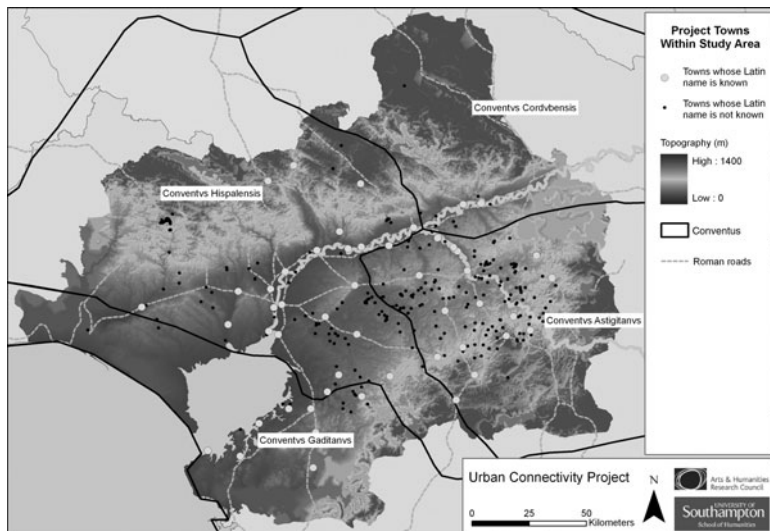 Project Towns
Within Study Area
Towns whose Latin
name is known
Towns whose Latin
name is not known
Topography (m)
High : 1400
Low : 0
Conventus
Roman roads
Conventvs Cordvbensis
Conventvs Hispalensis
Conventvs Astigitanvs
Conventvs Gaditanvs
Urban Connectivity Project
N
0 25 50
Kilometers
Arts & Humanities
Research Council
UNIVERSITY OF
Southampton
School of Humanities